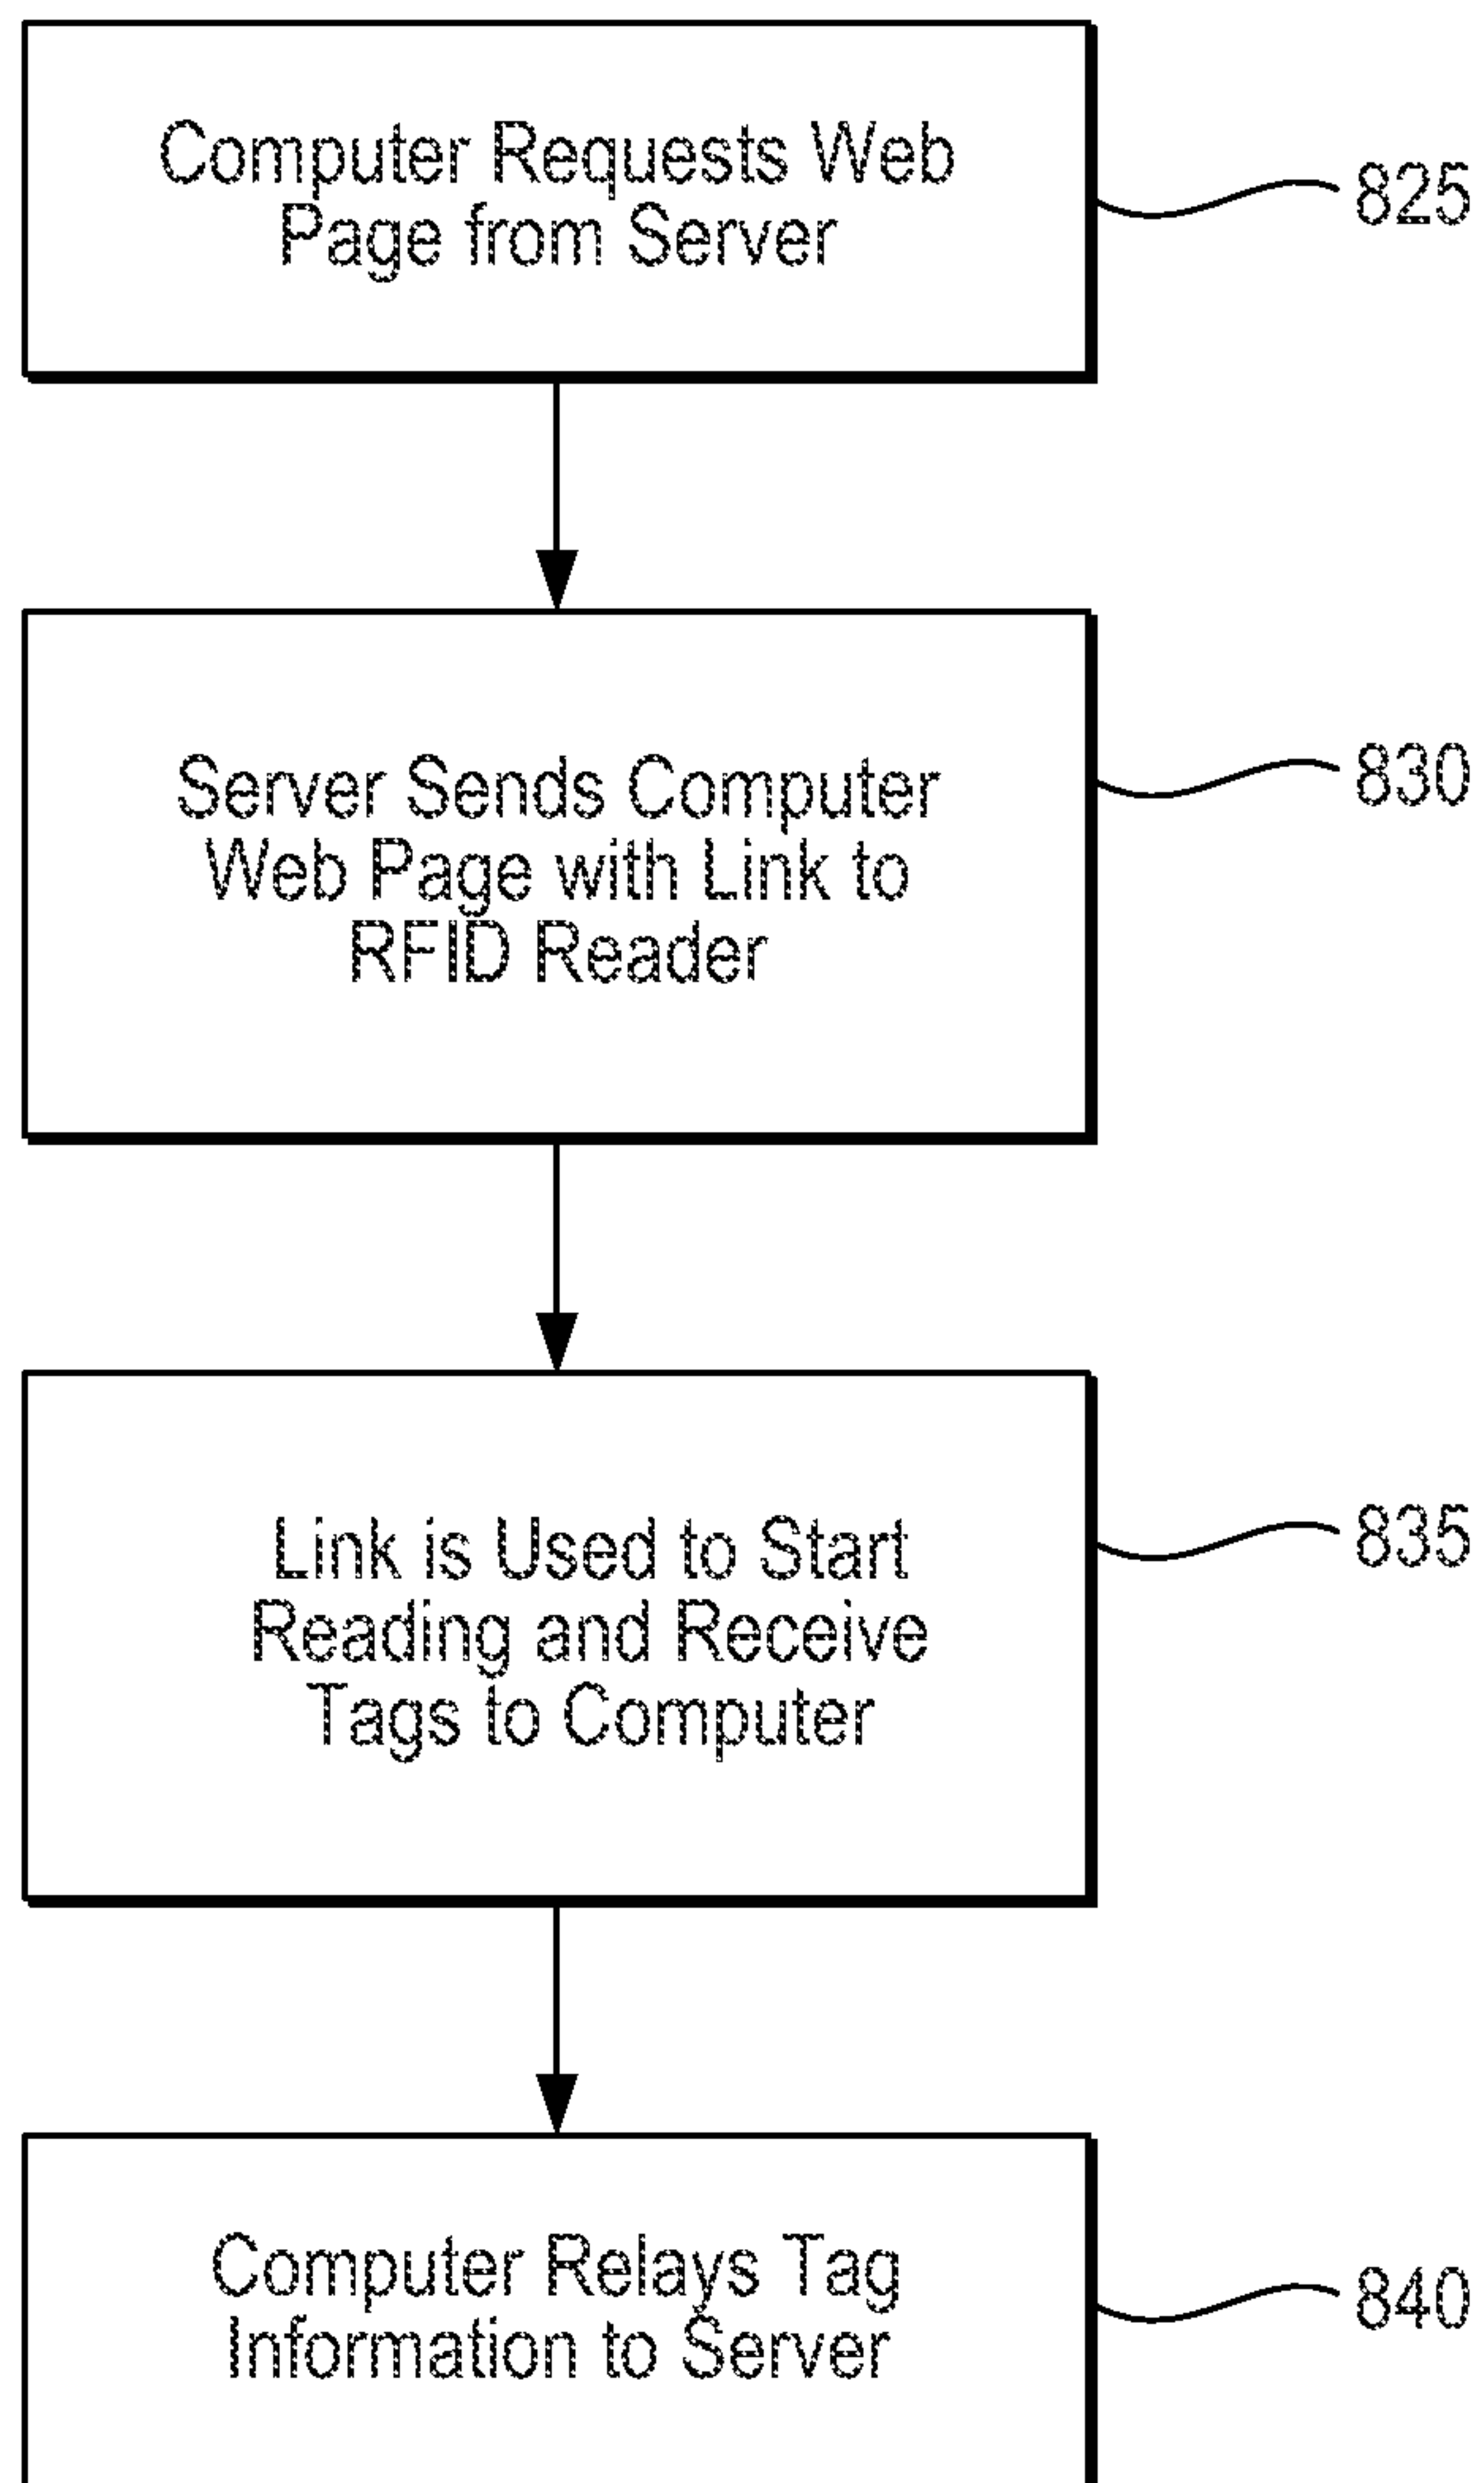 Computer Requests Web
Page from Server
825
Server Sends Computer
Web Page with Link to
RFID Reader
830
Link is Used to Start
Reading and Receive
Tags to Computer
835
Computer Relays Tag
Information to Server
840